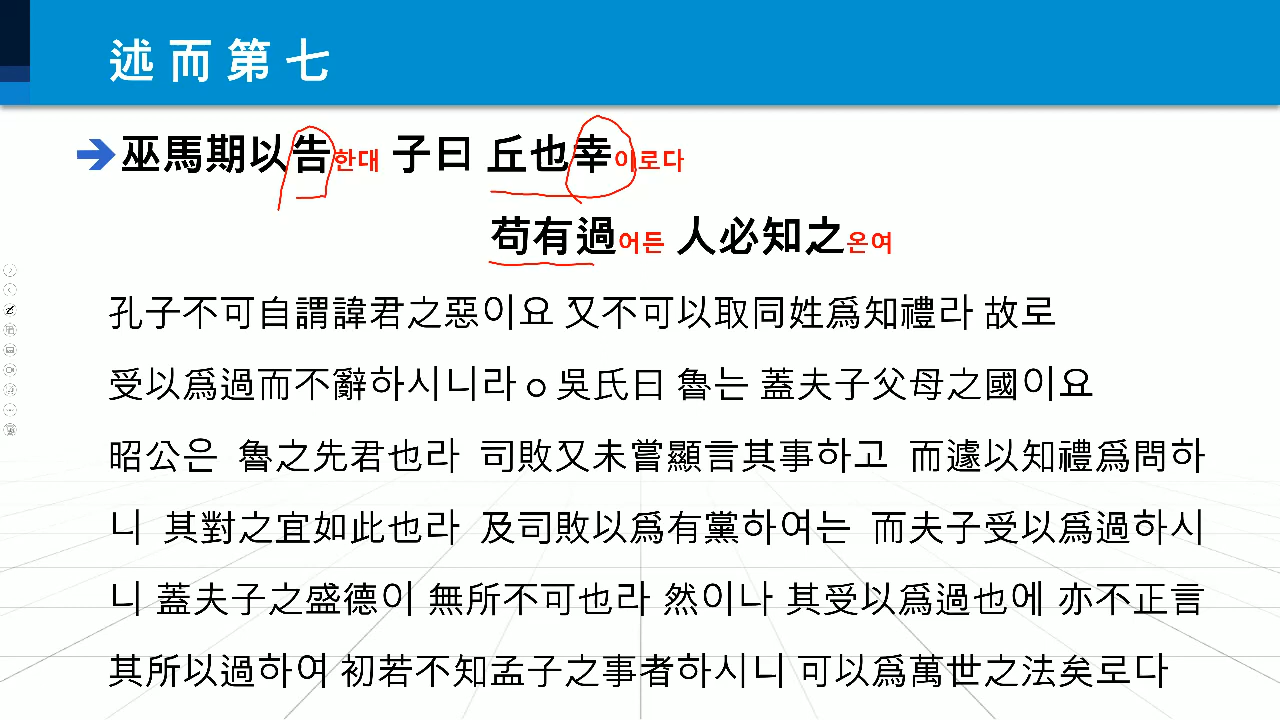 述而第七
巫馬期以告한대 子曰 丘也幸이로다
苟有過어든 人必知之온여
孔子不可自謂諱君之惡이요 又不可以取同姓爲知禮라 故로
受以爲過而不辭하시니라ㅇ吳氏曰 魯는 蓋夫子父母之國이요
昭公은 魯之先君也라 司敗又未嘗顯言其事하고 而遽以知禮爲問하
니 其對之宜如此也라 及司敗以爲有黨하여는 而夫子受以爲過하시
니 蓋夫子之盛德이 無所不可也라 然이나 其受以爲過也에 亦不正言
其所以過하여 初若不知孟子之事者하시니 可以爲萬世之法矣로다